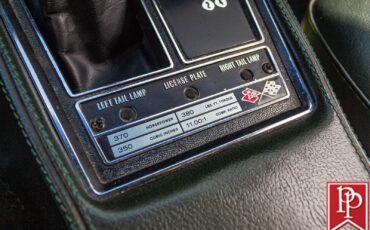 LEFT TAIL LAMP
LICENSE PLATE
RIGHT TAIL LAMP
370 HORSEPOWER
380 LBS. FT. TORQUE
350 CUBIC INCHES
11.00:1 COMP. RATIO
PP